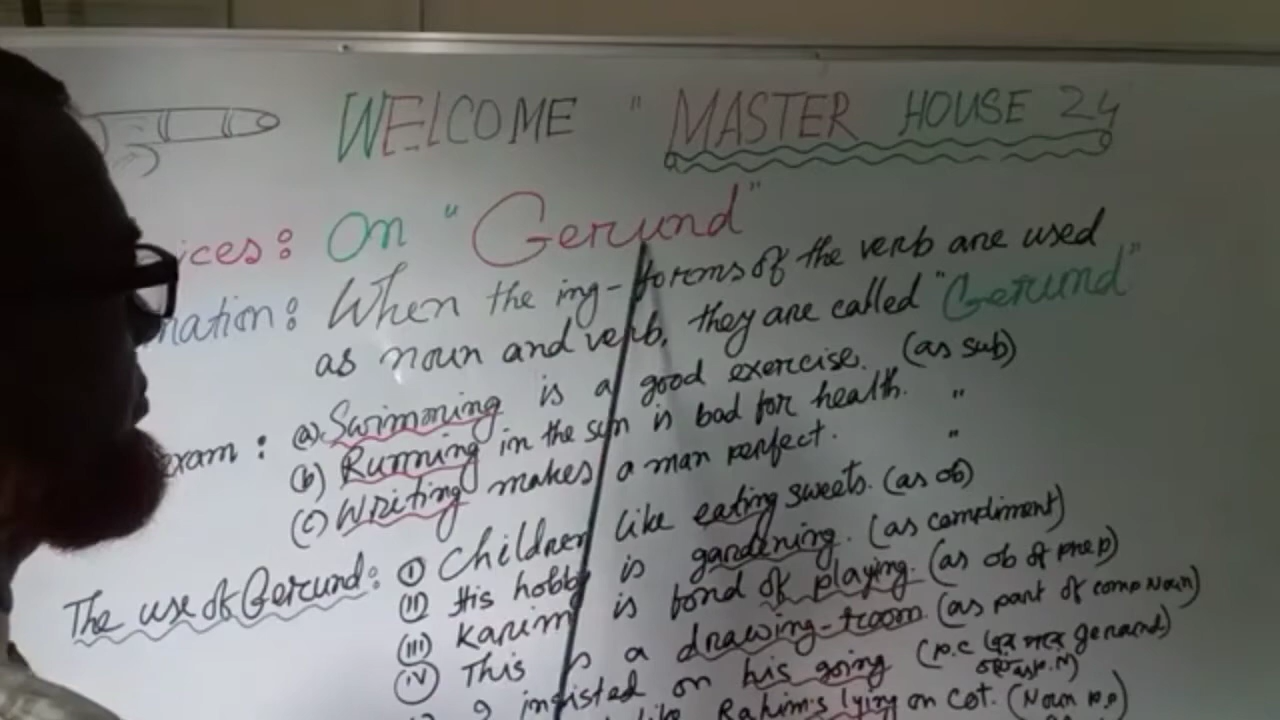 WELCOME " MASTER HOUSE 24
ices: On "Gerund"
nation: When the ing-forms of the verb are used
as noun and verb, they are called "Gerund"
exam: (a) Swimming is a good exercise. (as sub)
(b) Running in the sun is bad for health. "
(c) Writing makes a man perfect. "
The use of Gerund: (i) Children like eating sweets. (as ob)
(ii) His hobby is gardening. (as compliment)
(iii) Karim is fond of playing. (as ob of prep)
(iv) This is a drawing-room (as part of comp Noun)
insisted on his going (p.c
Rahim's lying on cot. (Noun p.p)